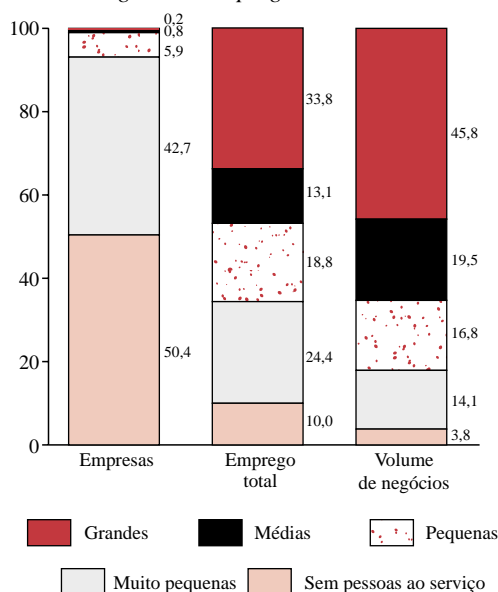 100
80
60
40
20
0
0,2
0,8
5,9
42,7
50,4
33,8
13,1
18,8
24,4
10,0
45,8
19,5
16,8
14,1
3,8
Empresas
Emprego
total
Volume
de negócios
Grandes
Médias
Pequenas
Muito pequenas
Sem pessoas ao serviço